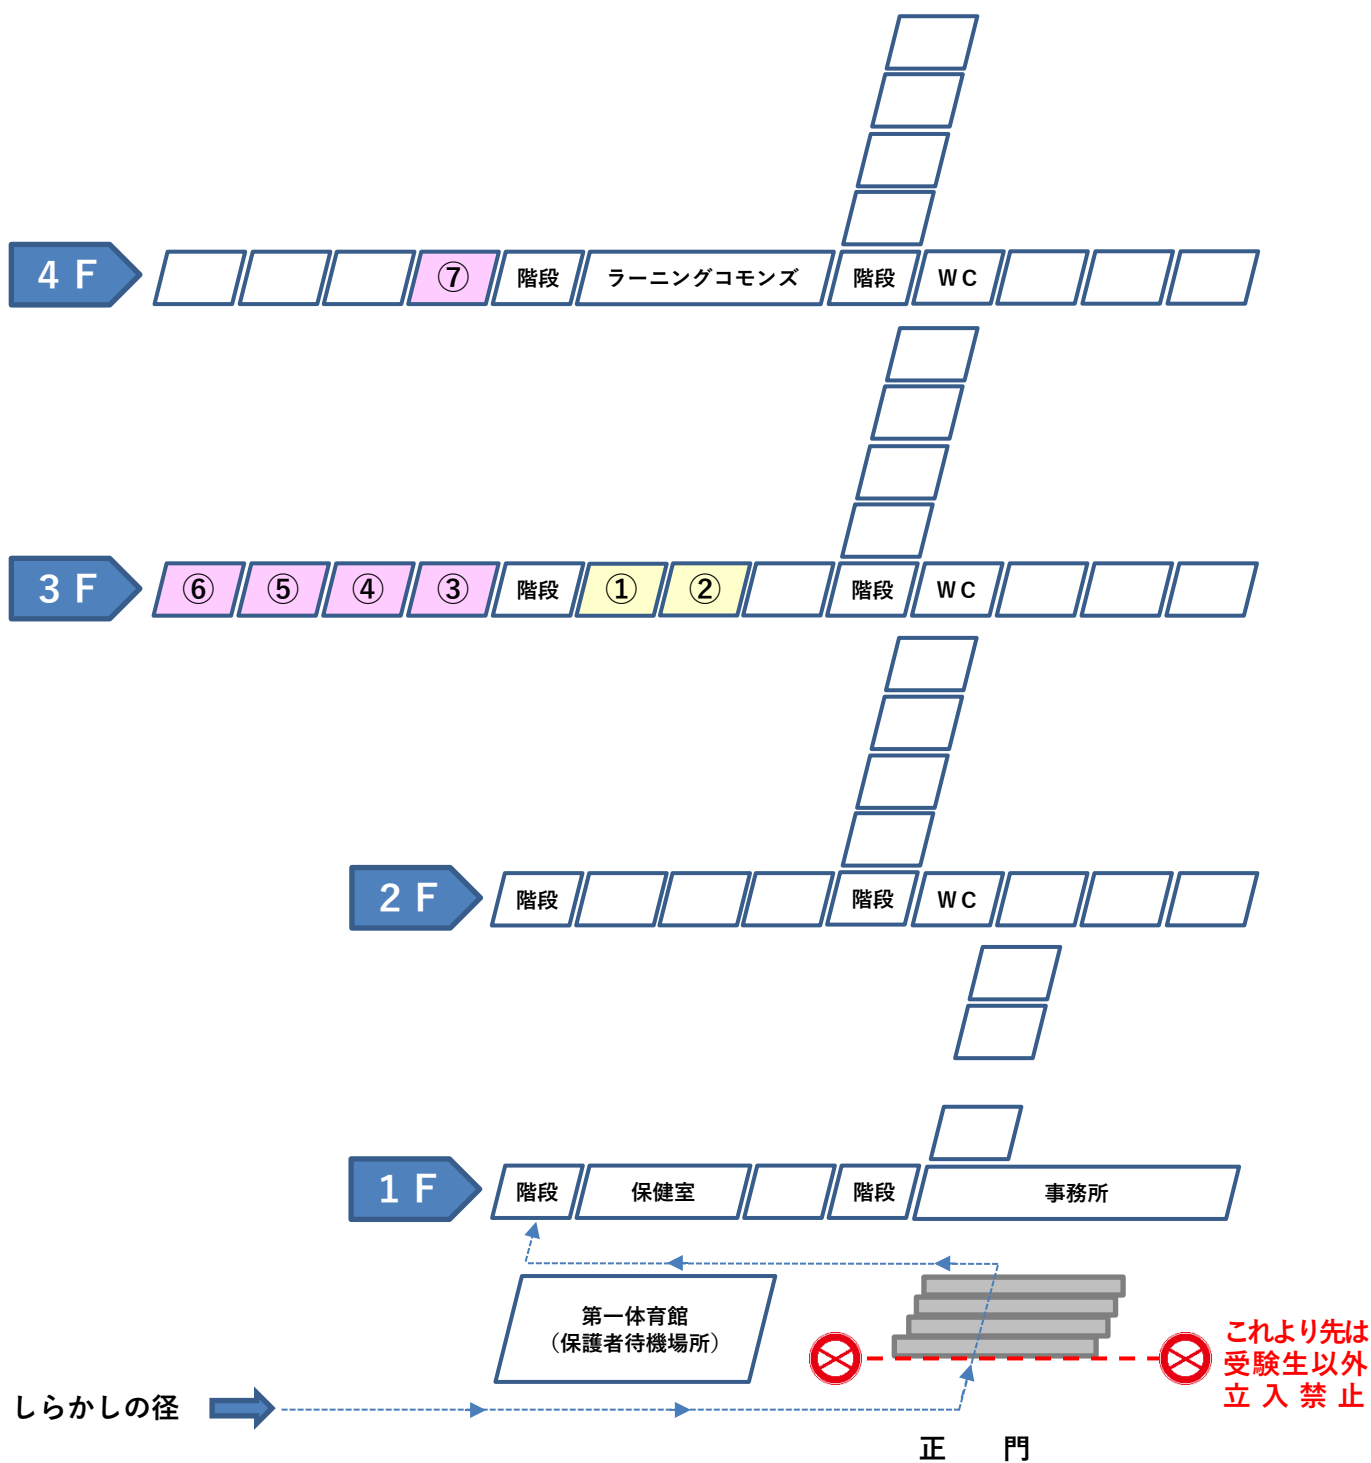 4 F
⑦
階段
ラーニングコモンズ
階段
WC
3 F
⑥
⑤
④
③
階段
①
②
階段
WC
2 F
階段
階段
WC
1 F
階段
保健室
階段
事務所
第一体育館
（保護者待機場所）
これより先は
受験生以外
立入禁止
しらかしの径
正門